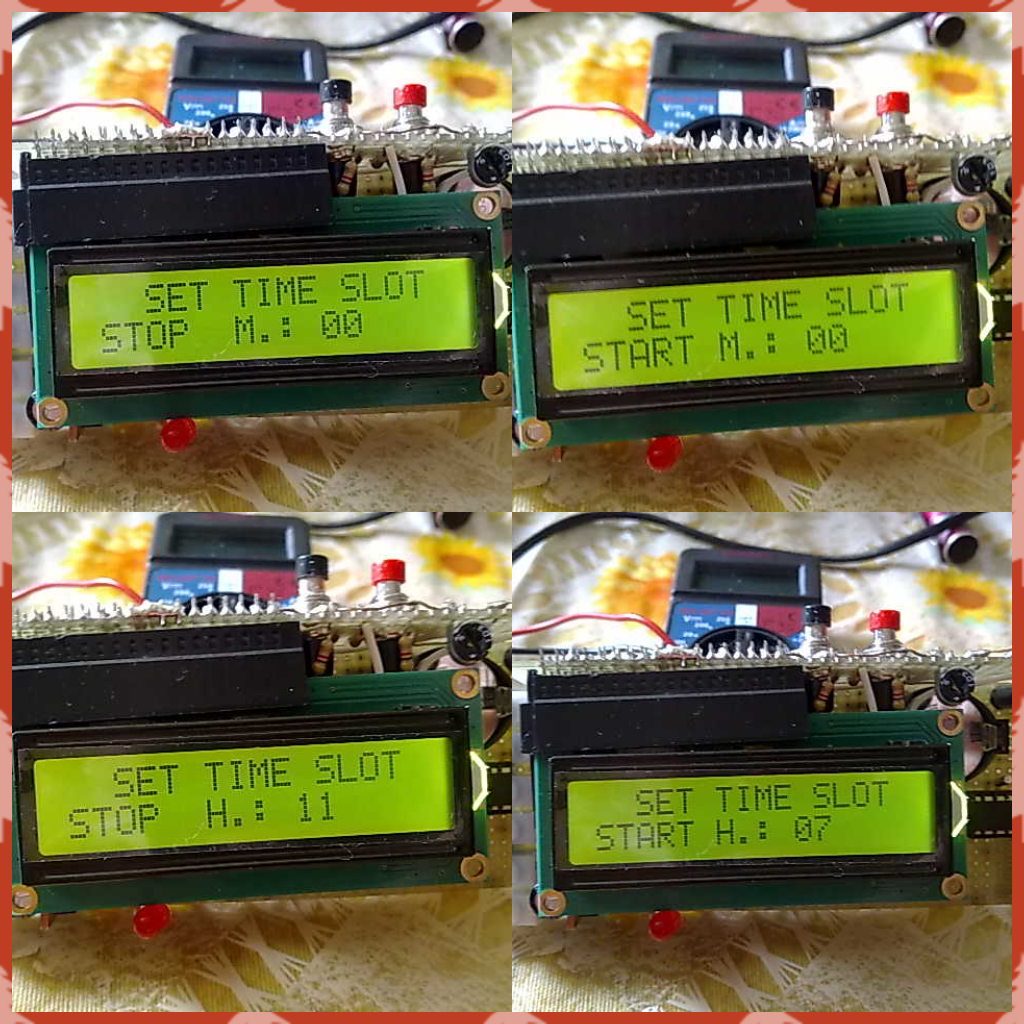 SET TIME SLOT
STOP M.: 00
SET TIME SLOT
START M.: 00
SET TIME SLOT
STOP H.: 11
SET TIME SLOT
START H.: 07